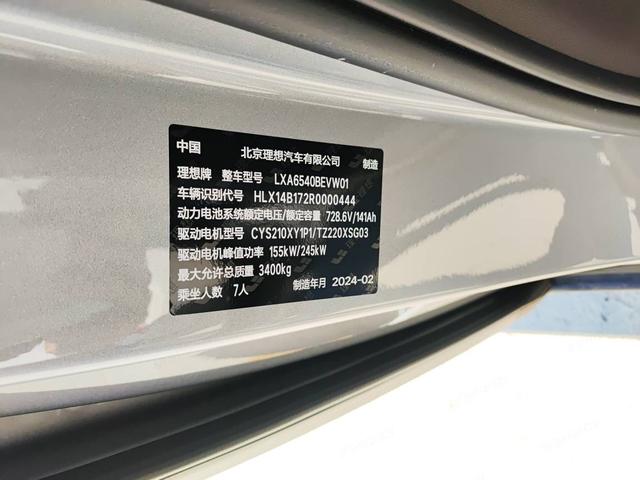 中国 北京理想汽车有限公司 制造
理想牌 整车型号 LXA6540BEVW01
车辆识别代号 HLX14B172R0000444
动力电池系统额定电压/额定容量 728.6V/141Ah
驱动电机型号 CYS210XY1P1/TZ220XSG03
驱动电机峰值功率 155kW/245kW
最大允许总质量 3400kg
乘坐人数 7人 制造年月 2024-02